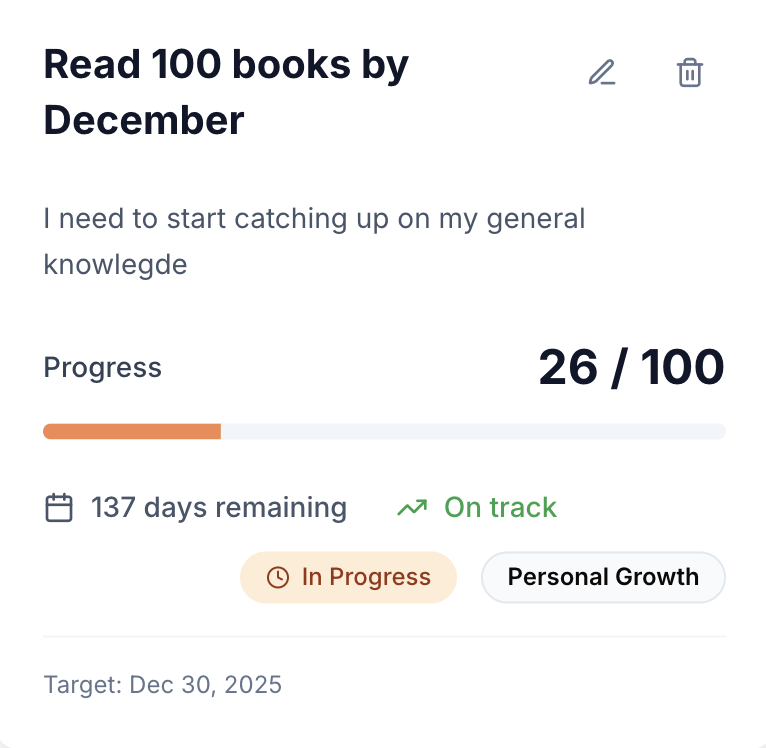 Read 100 books by
December
I need to start catching up on my general
knowlegde
Progress
26 / 100
137 days remaining
On track
In Progress
Personal Growth
Target: Dec 30, 2025